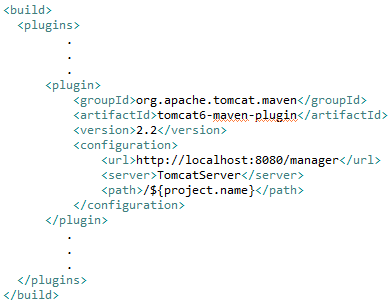 <build>
<plugins>
.
.
.
<plugin>
<groupId>org.apache.tomcat.maven</groupId>
<artifactId>tomcat6-maven-plugin</artifactId>
<version>2.2</version>
<configuration>
<url>http://localhost:8080/manager</url>
<server>TomcatServer</server>
<path>/${project.name}</path>
</configuration>
</plugin>
.
.
.
</plugins>
</build>